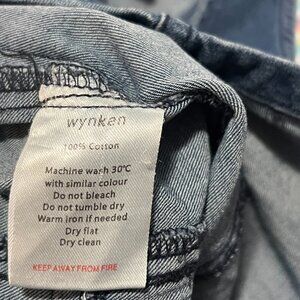 wynken
100% Cotton
Machine wash 30°C
with similar colour
Do not bleach
Do not tumble dry
Warm iron if needed
Dry flat
Dry clean
KEEP AWAY FROM FIRE